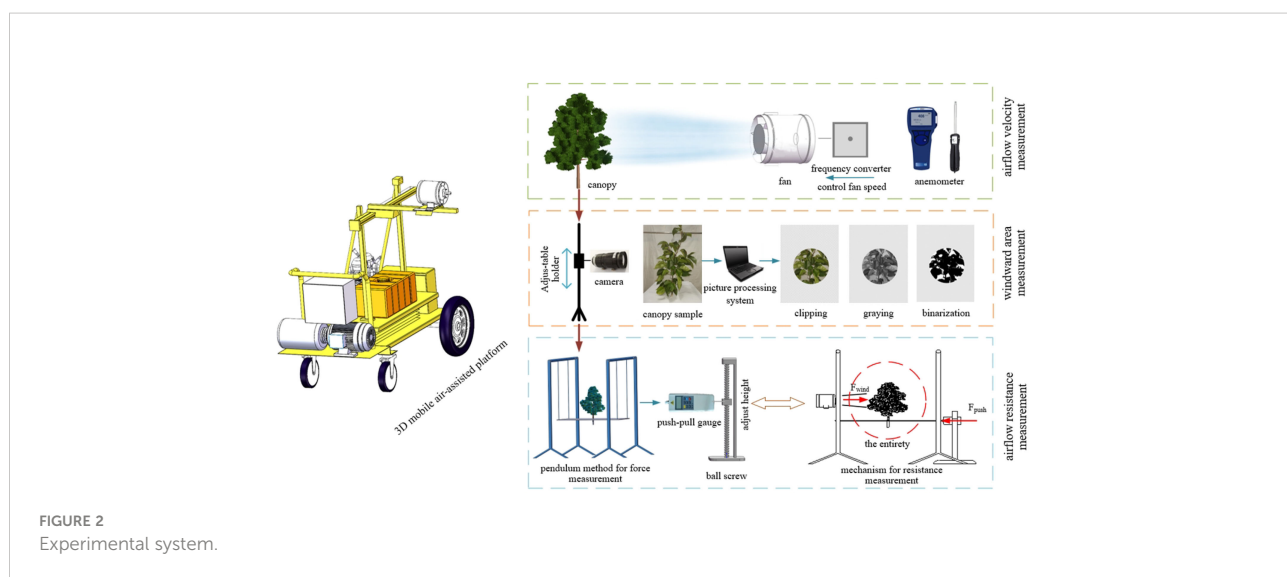 3D mobile air-assisted platform
canopy
fan
frequency converter
control fan speed
anemometer
airflow velocity
measurement
Adjus-table
holder
camera
canopy sample
picture processing
system
clipping
graying
binarization
windward area
measurement
pendulum method for force
measurement
push-pull gauge
adjust height
ball screw
F wind
F push
the entirety
mechanism for resistance
measurement
airflow resistance
measurement
FIGURE 2
Experimental system.